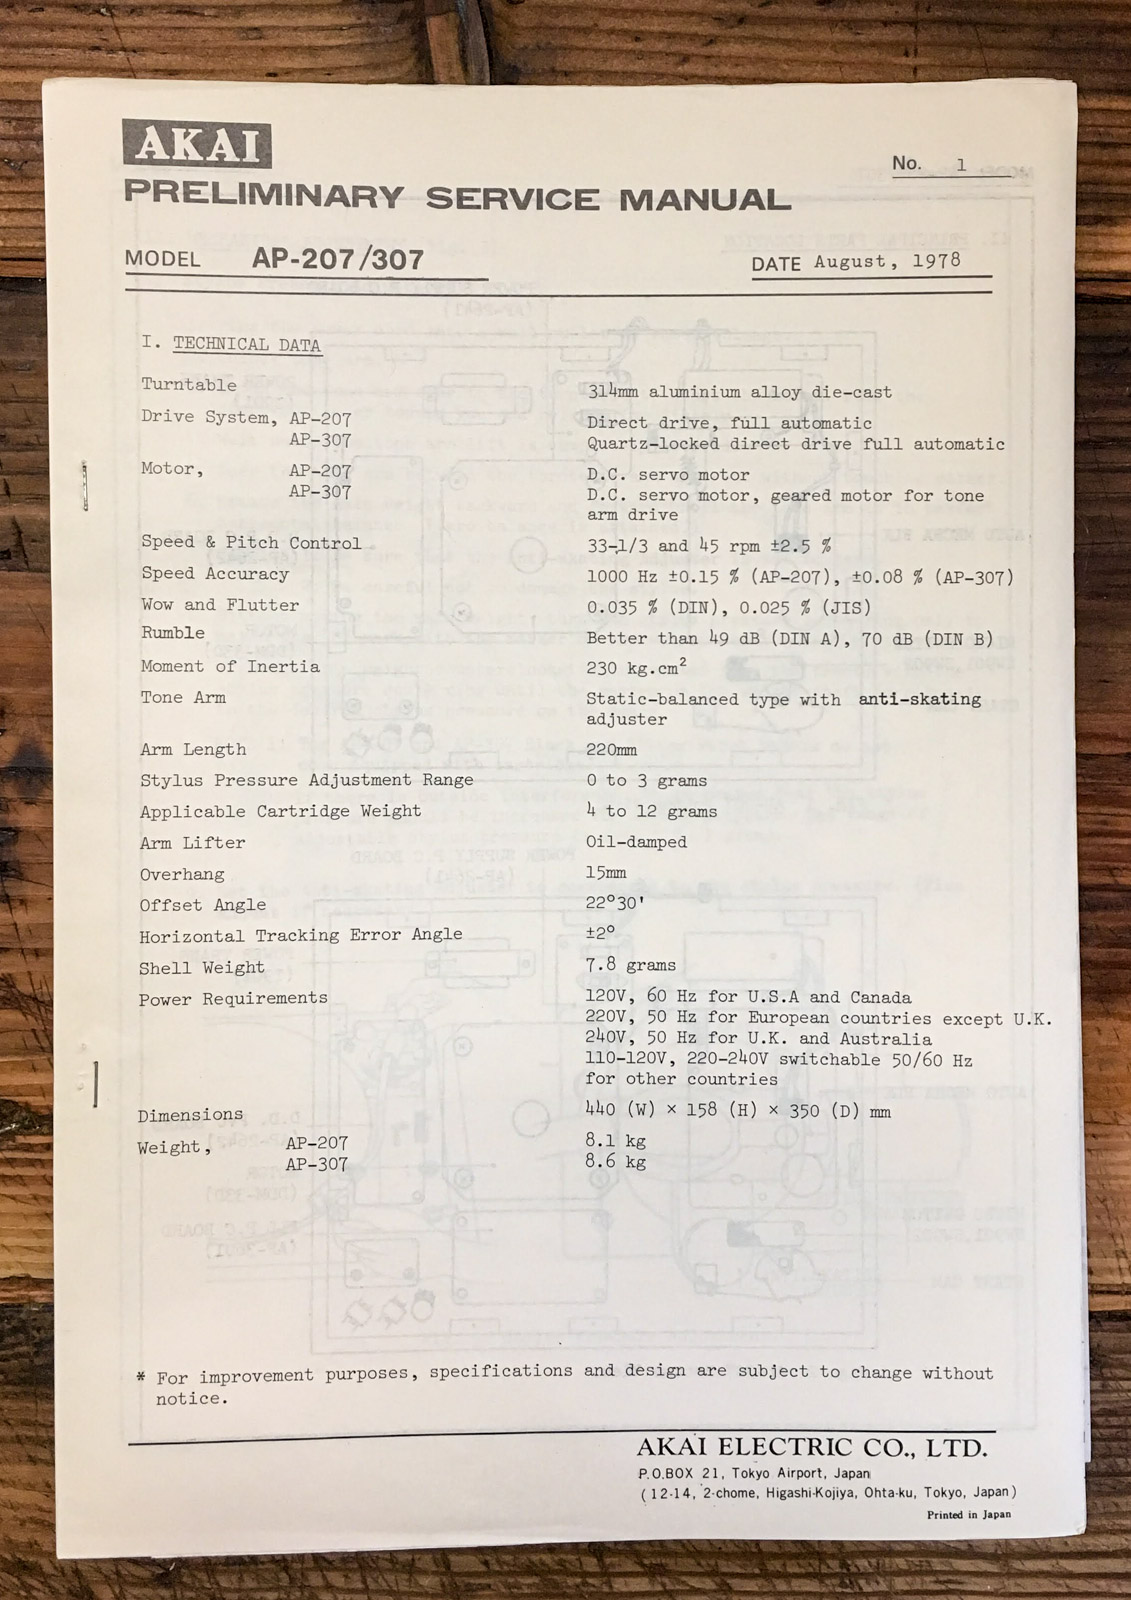 AKAI
No. 1
PRELIMINARY SERVICE MANUAL
MODEL AP-207/307
DATE August, 1978
I. TECHNICAL DATA
Turntable 314mm aluminium alloy die-cast
Drive System, AP-207 Direct drive, full automatic
AP-307 Quartz-locked direct drive full automatic
Motor, AP-207 D.C. servo motor
AP-307 D.C. servo motor, geared motor for tone
arm drive
Speed & Pitch Control 33-1/3 and 45 rpm ±2.5 %
Speed Accuracy 1000 Hz ±0.15 % (AP-207), ±0.08 % (AP-307)
Wow and Flutter 0.035 % (DIN), 0.025 % (JIS)
Rumble Better than 49 dB (DIN A), 70 dB (DIN B)
Moment of Inertia 230 kg.cm²
Tone Arm Static-balanced type with anti-skating
adjuster
Arm Length 220mm
Stylus Pressure Adjustment Range 0 to 3 grams
Applicable Cartridge Weight 4 to 12 grams
Arm Lifter Oil-damped
Overhang 15mm
Offset Angle 22°30'
Horizontal Tracking Error Angle ±2°
Shell Weight 7.8 grams
Power Requirements 120V, 60 Hz for U.S.A and Canada
220V, 50 Hz for European countries except U.K.
240V, 50 Hz for U.K. and Australia
110-120V, 220-240V switchable 50/60 Hz
for other countries
Dimensions 440 (W) × 158 (H) × 350 (D) mm
Weight, AP-207 8.1 kg
AP-307 8.6 kg
* For improvement purposes, specifications and design are subject to change without
notice.
AKAI ELECTRIC CO., LTD.
P.O.BOX 21, Tokyo Airport, Japan
(12-14, 2-chome, Higashi-Kojiya, Ohta-ku, Tokyo, Japan)
Printed in Japan